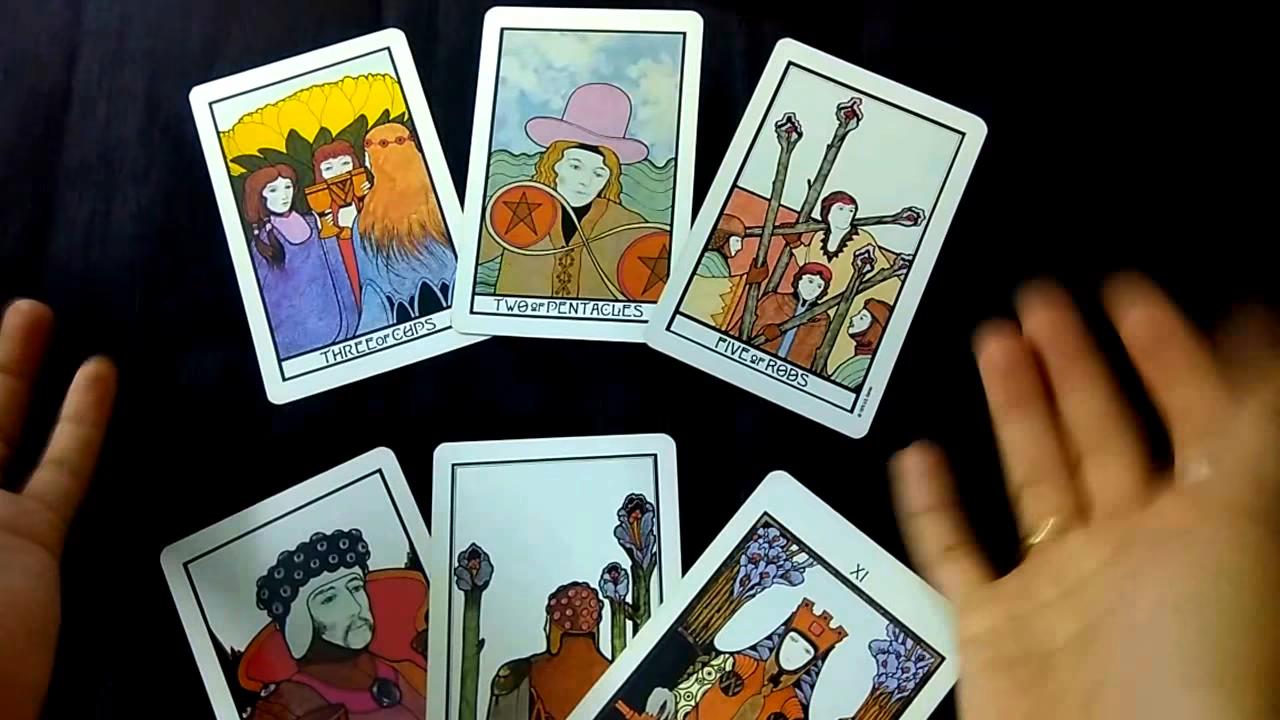 THREE OF CUPS
TWO OF PENTACLES
FIVE OF RODS
XI